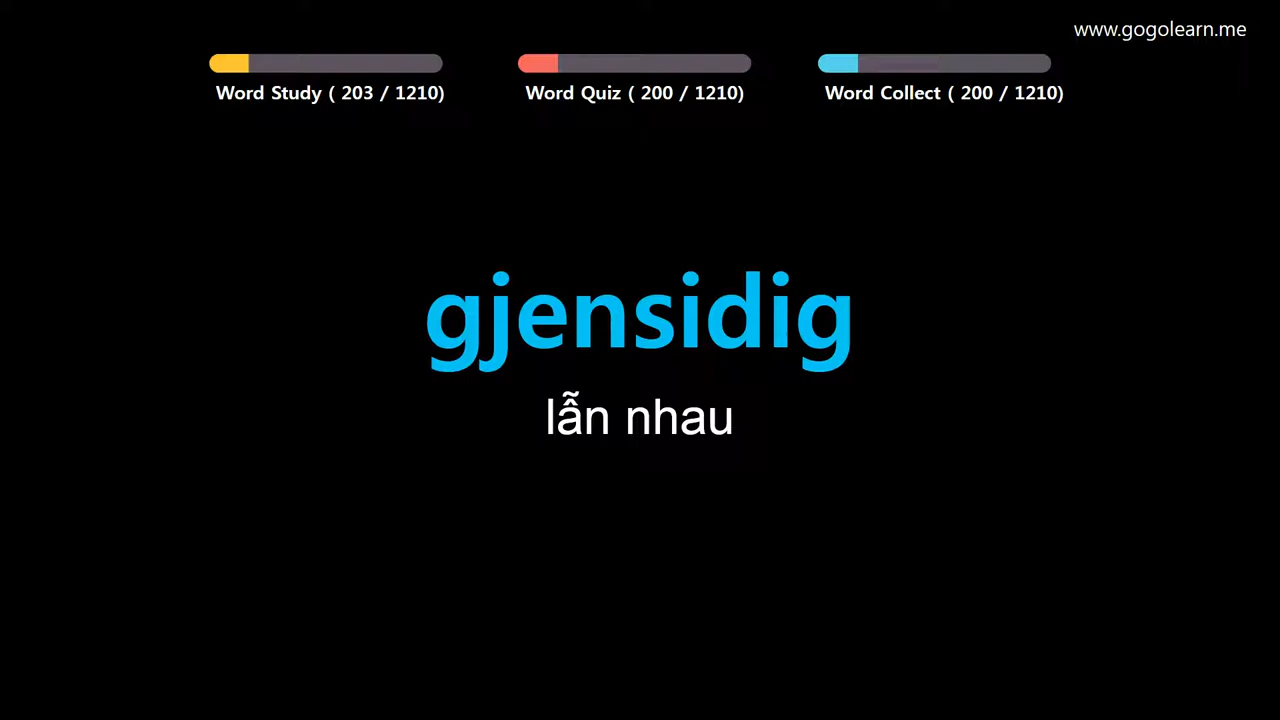 www.gogolearn.me
Word Study ( 203 / 1210)
Word Quiz ( 200 / 1210)
Word Collect ( 200 / 1210)
gjensidig
lẫn nhau